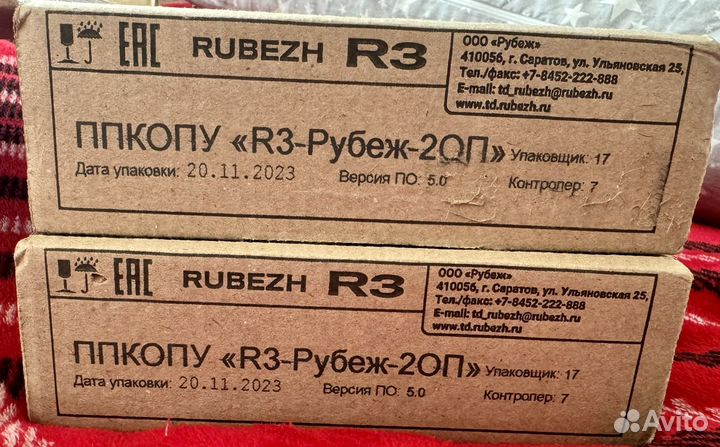 EAC RUBEZH R3
ООО «Рубеж»
410056, г. Саратов, ул. Ульяновская 25,
Тел./факс: +7-8452-222-888
E-mail: td_rubezh@rubezh.ru
www.td.rubezh.ru
ППКОПУ «R3-Рубеж-2ОП» Упаковщик: 17
Дата упаковки: 20.11.2023 Версия ПО: 5.0 Контролер: 7
EAC RUBEZH R3
ООО «Рубеж»
410056, г. Саратов, ул. Ульяновская 25,
Тел./факс: +7-8452-222-888
E-mail: td_rubezh@rubezh.ru
www.td.rubezh.ru
ППКОПУ «R3-Рубеж-2ОП» Упаковщик: 17
Дата упаковки: 20.11.2023 Версия ПО: 5.0 Контролер: 7
Avito